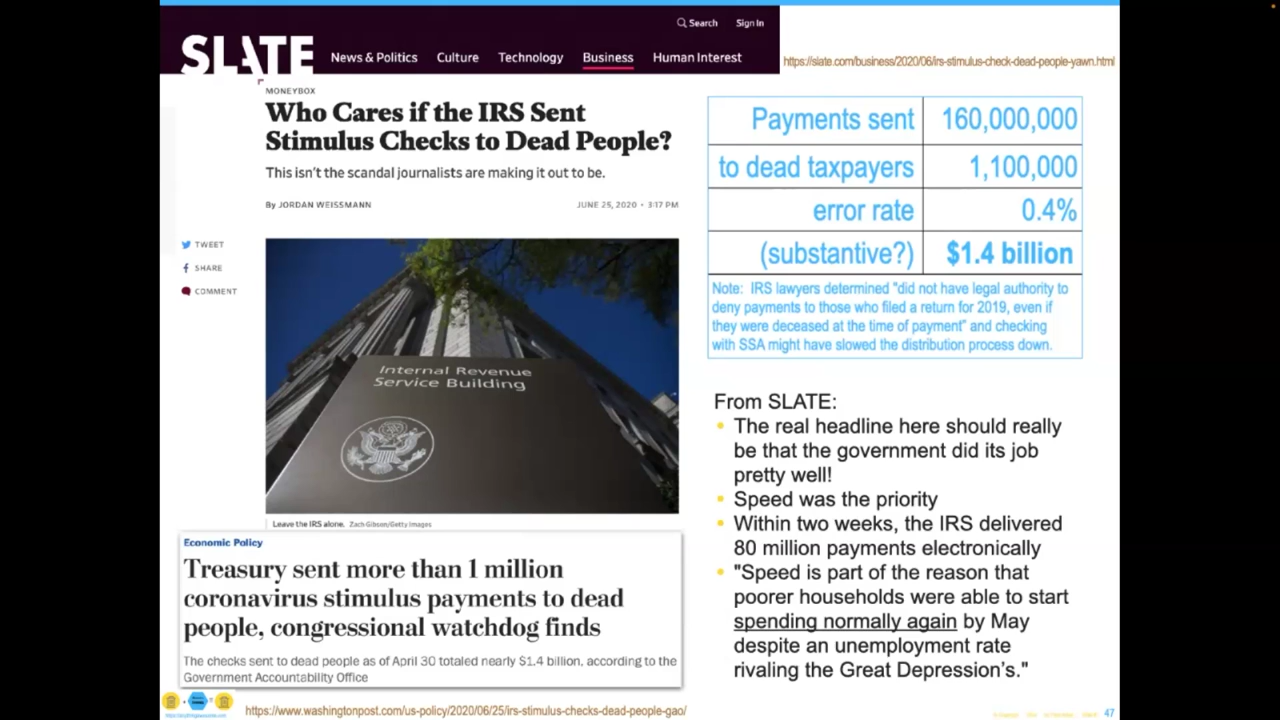 Search Sign In
SLATE News & Politics Culture Technology Business Human Interest
https://slate.com/business/2020/06/irs-stimulus-check-dead-people-yawn.html
MONEYBOX
Who Cares if the IRS Sent
Stimulus Checks to Dead People?
This isn't the scandal journalists are making it out to be.
By JORDAN WEISSMANN JUNE 25, 2020 • 3:17 PM
TWEET
SHARE
COMMENT
Internal Revenue
Service Building
Leave the IRS alone. Zach Gibson/Getty Images
Economic Policy
Treasury sent more than 1 million
coronavirus stimulus payments to dead
people, congressional watchdog finds
The checks sent to dead people as of April 30 totaled nearly $1.4 billion, according to the
Government Accountability Office
https://www.washingtonpost.com/us-policy/2020/06/25/irs-stimulus-checks-dead-people-gao/
Payments sent 160,000,000
to dead taxpayers 1,100,000
error rate 0.4%
(substantive?) $1.4 billion
Note: IRS lawyers determined "did not have legal authority to
deny payments to those who filed a return for 2019, even if
they were deceased at the time of payment" and checking
with SSA might have slowed the distribution process down.
From SLATE:
• The real headline here should really
be that the government did its job
pretty well!
• Speed was the priority
• Within two weeks, the IRS delivered
80 million payments electronically
• "Speed is part of the reason that
poorer households were able to start
spending normally again by May
despite an unemployment rate
rivaling the Great Depression's."
47